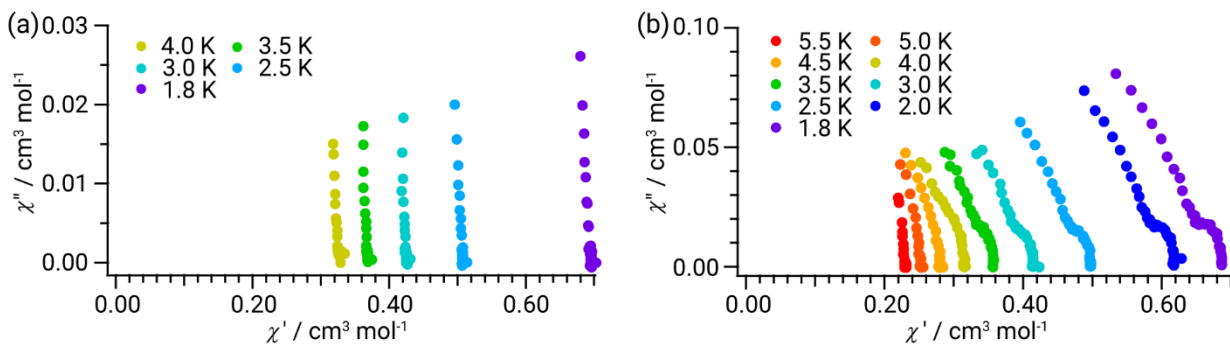 (a)
0.03
0.02
0.01
0.00
χ" / cm³ mol⁻¹
4.0 K 3.5 K
3.0 K 2.5 K
1.8 K
0.00 0.20 0.40 0.60
χ' / cm³ mol⁻¹
(b)
0.10
0.05
0.00
χ" / cm³ mol⁻¹
5.5 K 5.0 K
4.5 K 4.0 K
3.5 K 3.0 K
2.5 K 2.0 K
1.8 K
0.00 0.20 0.40 0.60
χ' / cm³ mol⁻¹